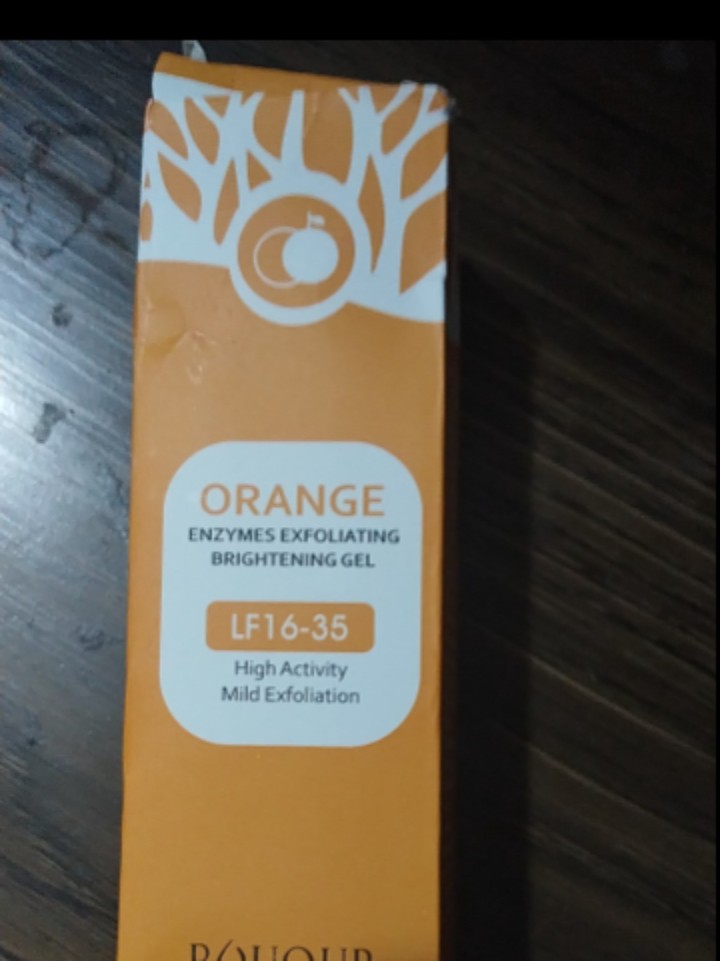 ORANGE
ENZYMES EXFOLIATING
BRIGHTENING GEL
LF16-35
High Activity
Mild Exfoliation